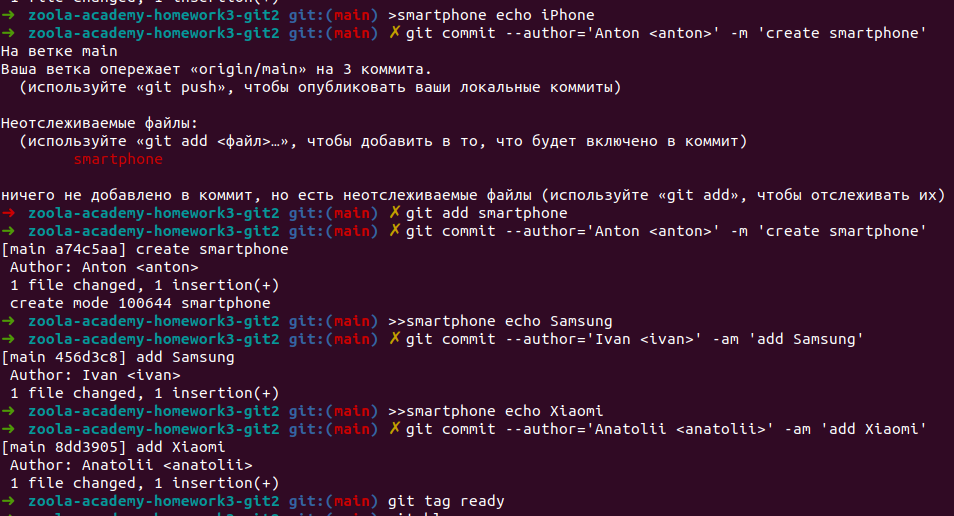 1 file changed, 1 insertion(+)
➜ zoola-academy-homework3-git2 git:(main) >smartphone echo iPhone
➜ zoola-academy-homework3-git2 git:(main) ✗ git commit --author='Anton <anton>' -m 'create smartphone'
На ветке main
Ваша ветка опережает «origin/main» на 3 коммита.
(используйте «git push», чтобы опубликовать ваши локальные коммиты)
Неотслеживаемые файлы:
(используйте «git add <файл>…», чтобы добавить в то, что будет включено в коммит)
smartphone
ничего не добавлено в коммит, но есть неотслеживаемые файлы (используйте «git add», чтобы отслеживать их)
➜ zoola-academy-homework3-git2 git:(main) ✗ git add smartphone
➜ zoola-academy-homework3-git2 git:(main) ✗ git commit --author='Anton <anton>' -m 'create smartphone'
[main a74c5aa] create smartphone
Author: Anton <anton>
1 file changed, 1 insertion(+)
create mode 100644 smartphone
➜ zoola-academy-homework3-git2 git:(main) >>smartphone echo Samsung
➜ zoola-academy-homework3-git2 git:(main) ✗ git commit --author='Ivan <ivan>' -am 'add Samsung'
[main 456d3c8] add Samsung
Author: Ivan <ivan>
1 file changed, 1 insertion(+)
➜ zoola-academy-homework3-git2 git:(main) >>smartphone echo Xiaomi
➜ zoola-academy-homework3-git2 git:(main) ✗ git commit --author='Anatolii <anatolii>' -am 'add Xiaomi'
[main 8dd3905] add Xiaomi
Author: Anatolii <anatolii>
1 file changed, 1 insertion(+)
➜ zoola-academy-homework3-git2 git:(main) git tag ready